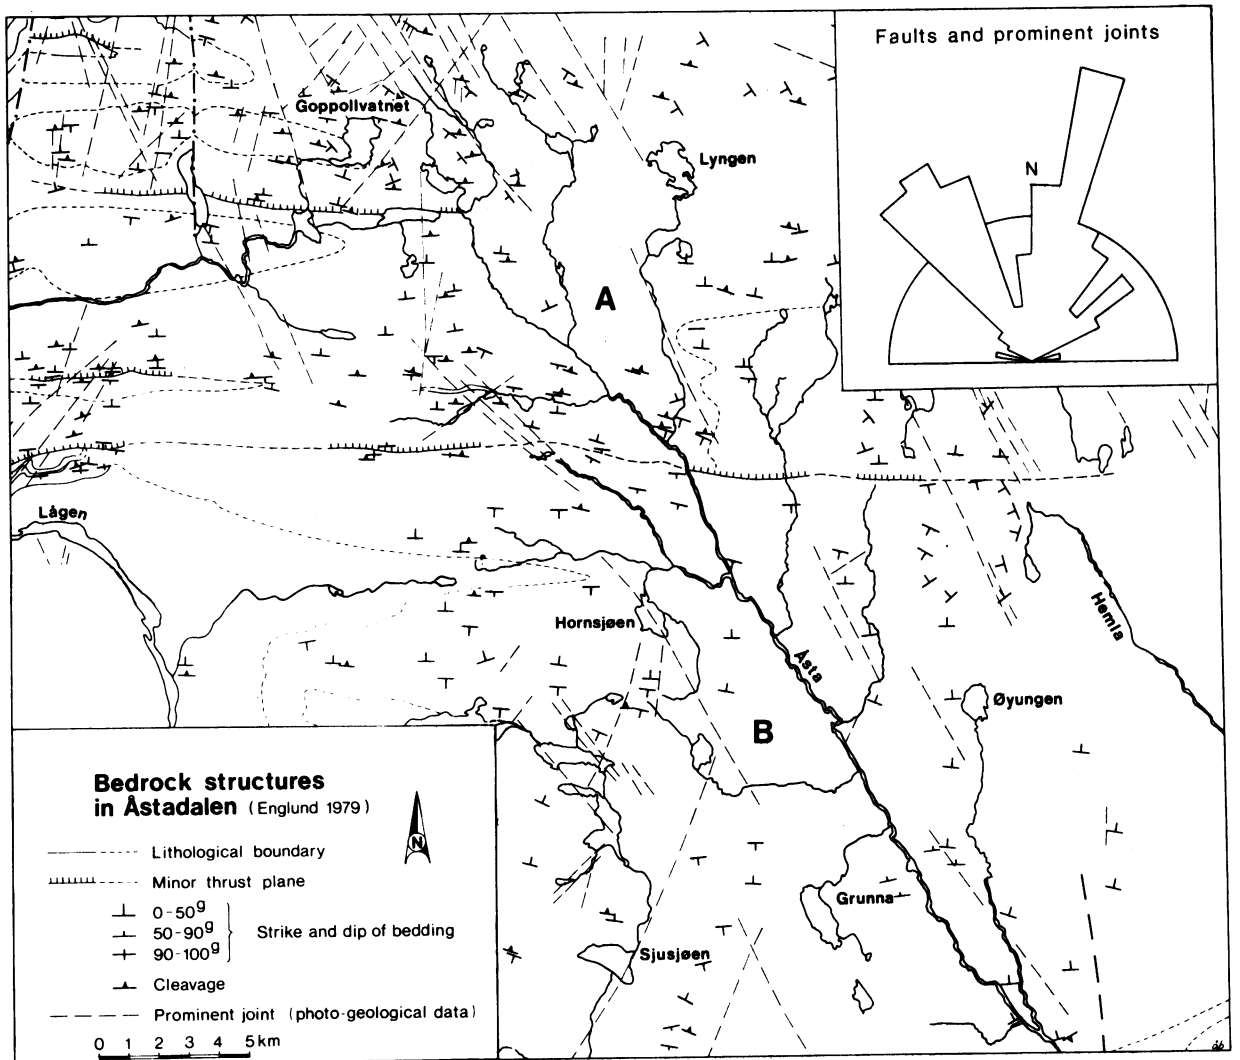 Faults and prominent joints
N
Goppollvatnet
Lyngen
A
Lågen
Hornsjøen
Åsta
Hemla
Øyungen
B
Grunna
Sjusjøen
Bedrock structures
in Åstadalen (Englund 1979)
N
Lithological boundary
Minor thrust plane
0-50g
50-90g
90-100g
Strike and dip of bedding
Cleavage
Prominent joint (photo-geological data)
0 1 2 3 4 5 km